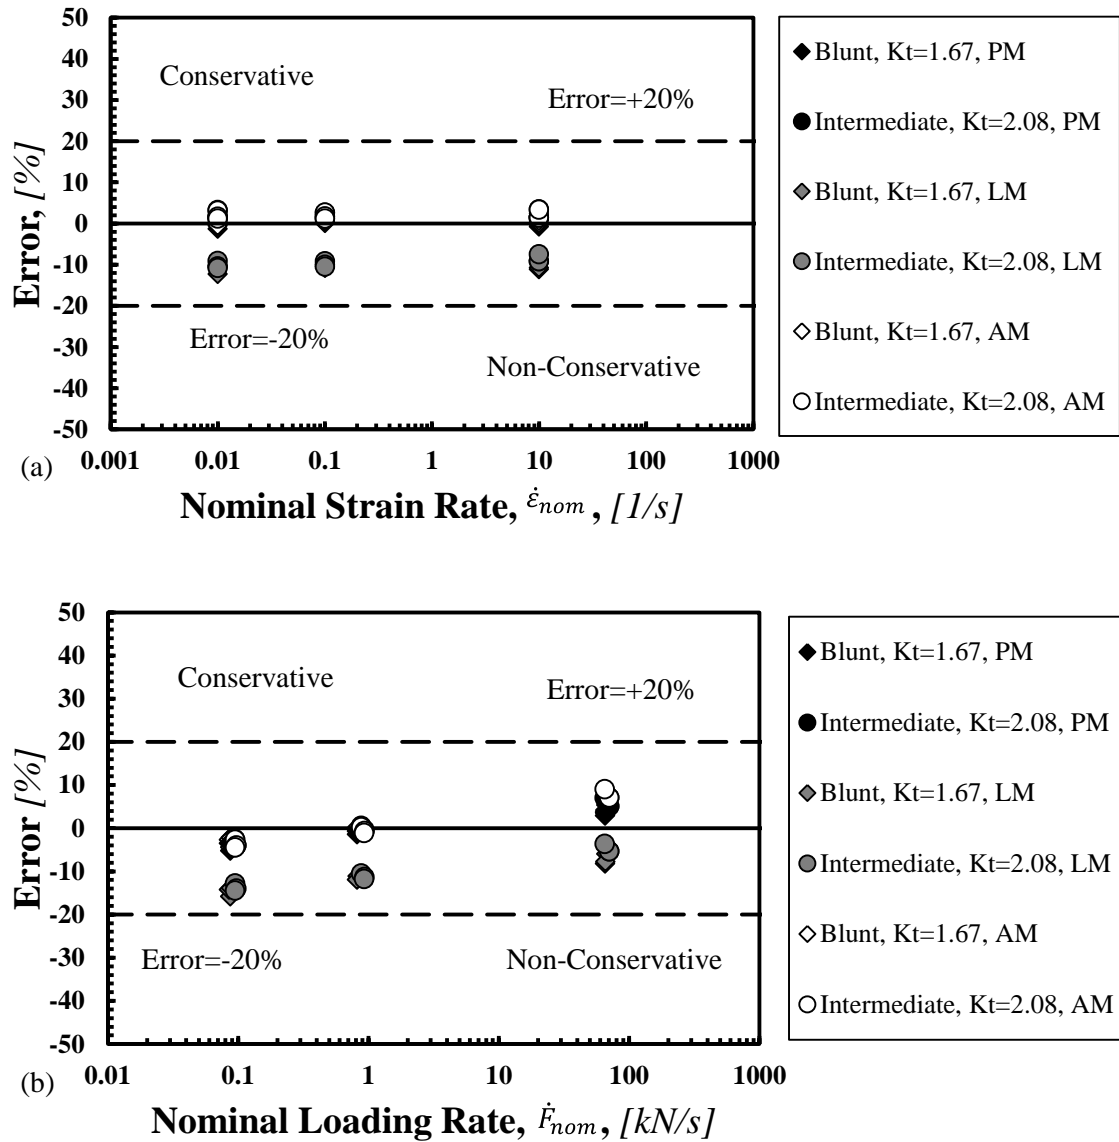 50
40
30
20
10
0
-10
-20
-30
-40
-50
Error, [%]
Conservative
Error=+20%
Error=-20%
Non-Conservative
0.001 0.01 0.1 1 10 100 1000
(a)
Nominal Strain Rate, ε̇nom , [1/s]
Blunt, Kt=1.67, PM
Intermediate, Kt=2.08, PM
Blunt, Kt=1.67, LM
Intermediate, Kt=2.08, LM
Blunt, Kt=1.67, AM
Intermediate, Kt=2.08, AM
50
40
30
20
10
0
-10
-20
-30
-40
-50
Error [%]
Conservative
Error=+20%
Error=-20%
Non-Conservative
0.01 0.1 1 10 100 1000
(b)
Nominal Loading Rate, Ḟnom, [kN/s]
Blunt, Kt=1.67, PM
Intermediate, Kt=2.08, PM
Blunt, Kt=1.67, LM
Intermediate, Kt=2.08, LM
Blunt, Kt=1.67, AM
Intermediate, Kt=2.08, AM